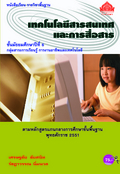 หนังสือเรียน รายวิชาพื้นฐาน
เทคโนโลยีสารสนเทศ
และการสื่อสาร
ชั้นมัธยมศึกษาปีที่
กลุ่มสาระการเรียนรู้ การงานอาชีพและเทคโนโลยี
ตามหลักสูตรแกนกลางการศึกษาขั้นพื้นฐาน
พุทธศักราช 2551